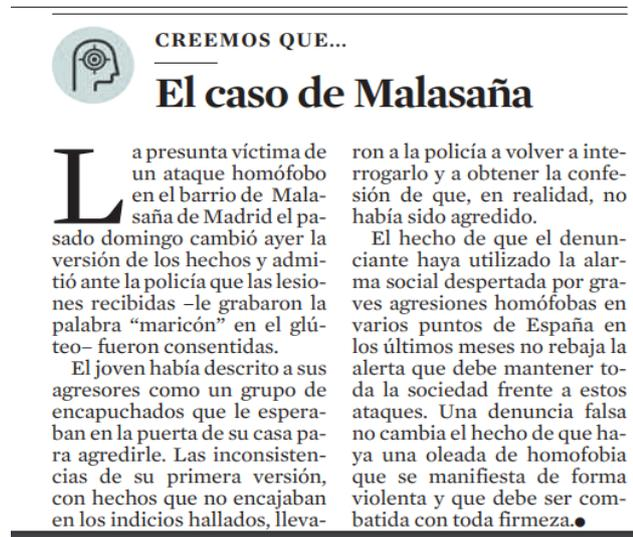 CREEMOS QUE...
El caso de Malasaña
La presunta víctima de
un ataque homófobo
en el barrio de Mala-
saña de Madrid el pa-
sado domingo cambió ayer la
versión de los hechos y admi-
tió ante la policía que las lesio-
nes recibidas –le grabaron la
palabra “maricón” en el glú-
teo– fueron consentidas.
El joven había descrito a sus
agresores como un grupo de
encapuchados que le espera-
ban en la puerta de su casa pa-
ra agredirle. Las inconsisten-
cias de su primera versión,
con hechos que no encajaban
en los indicios hallados, lleva-
ron a la policía a volver a inte-
rrogarlo y a obtener la confe-
sión de que, en realidad, no
había sido agredido.
El hecho de que el denun-
ciante haya utilizado la alar-
ma social despertada por gra-
ves agresiones homófobas en
varios puntos de España en
los últimos meses no rebaja la
alerta que debe mantener to-
da la sociedad frente a estos
ataques. Una denuncia falsa
no cambia el hecho de que ha-
ya una oleada de homofobia
que se manifiesta de forma
violenta y que debe ser com-
batida con toda firmeza.●